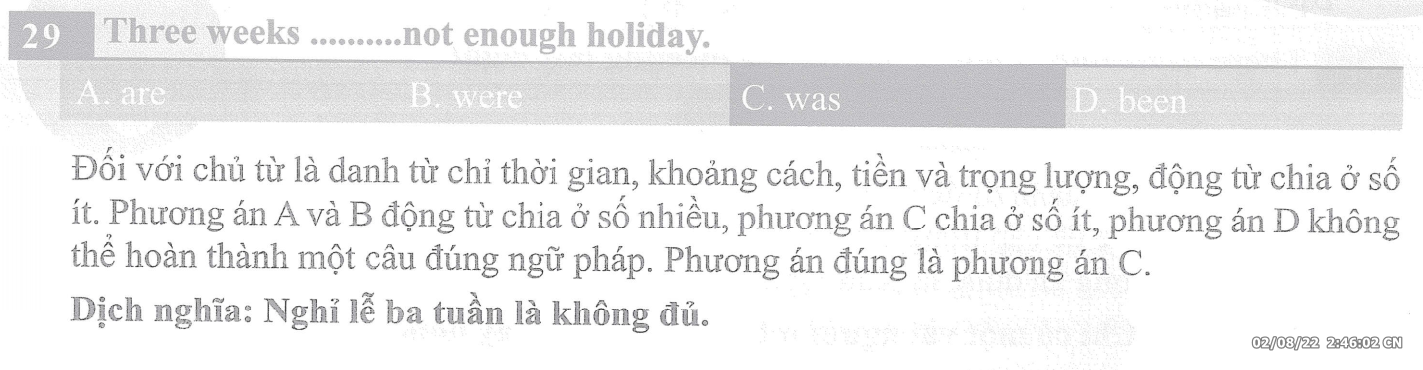 29 Three weeks ..........not enough holiday.
A. are B. were C. was D. been
Đối với chủ từ là danh từ chỉ thời gian, khoảng cách, tiền và trọng lượng, động từ chia ở số
ít. Phương án A và B động từ chia ở số nhiều, phương án C chia ở số ít, phương án D không
thể hoàn thành một câu đúng ngữ pháp. Phương án đúng là phương án C.
Dịch nghĩa: Nghỉ lễ ba tuần là không đủ.
02/08/22 2:46:02 CN